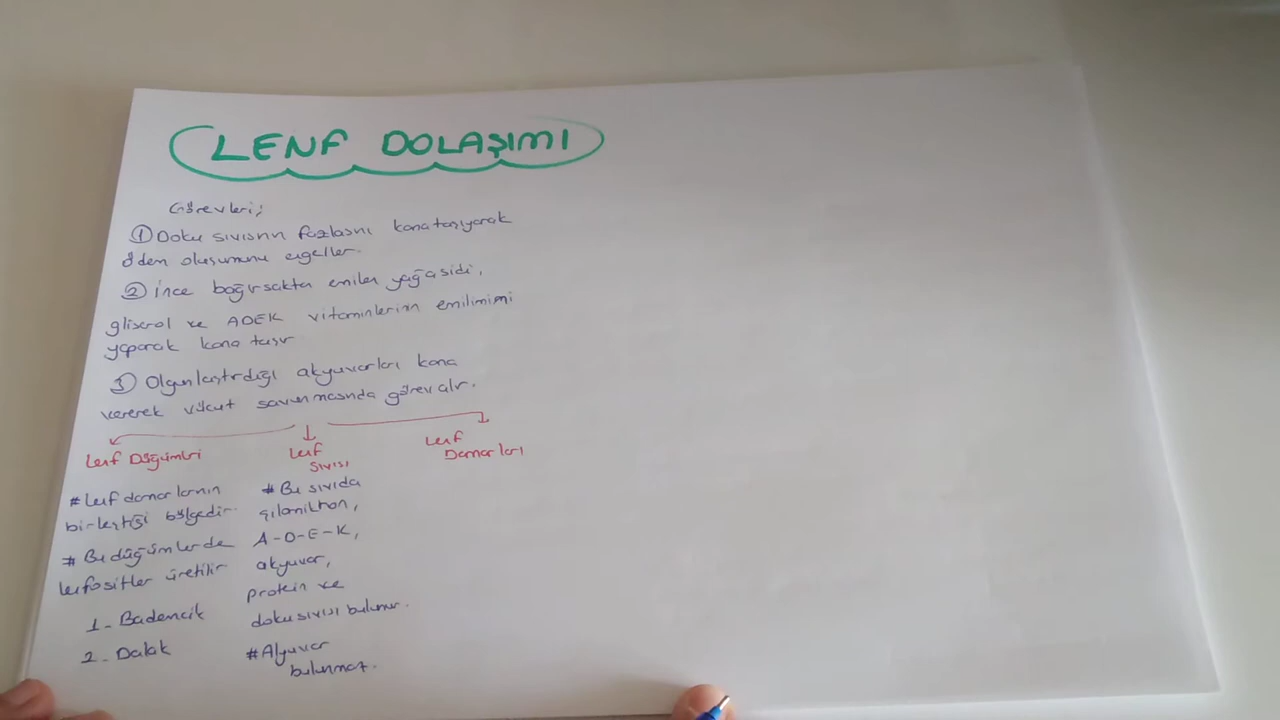 LENF DOLAŞIMI
Görevleri;
① Doku sıvısının fazlasını kana taşıyarak
ödem oluşumunu engeller.
② İnce bağırsakta emilen yağ asidi,
gliserol ve ADEK vitaminlerinin emilimini
yaparak kana taşır
③ Olgunlaştırdığı akyuvarları kana
vererek vücut savunmasında görev alır.
Lenf Düğümleri
# Lenf damarlarının
birleştiği bölgedir.
# Bu düğümlerde
lenfositler üretilir
1- Bademcik
2- Dalak
Lenf
Sıvısı
# Bu sıvıda
şilomikron,
A-D-E-K,
akyuvar,
protein ve
doku sıvısı bulunur.
# Alyuvar
bulunmaz.
Lenf
Damarları